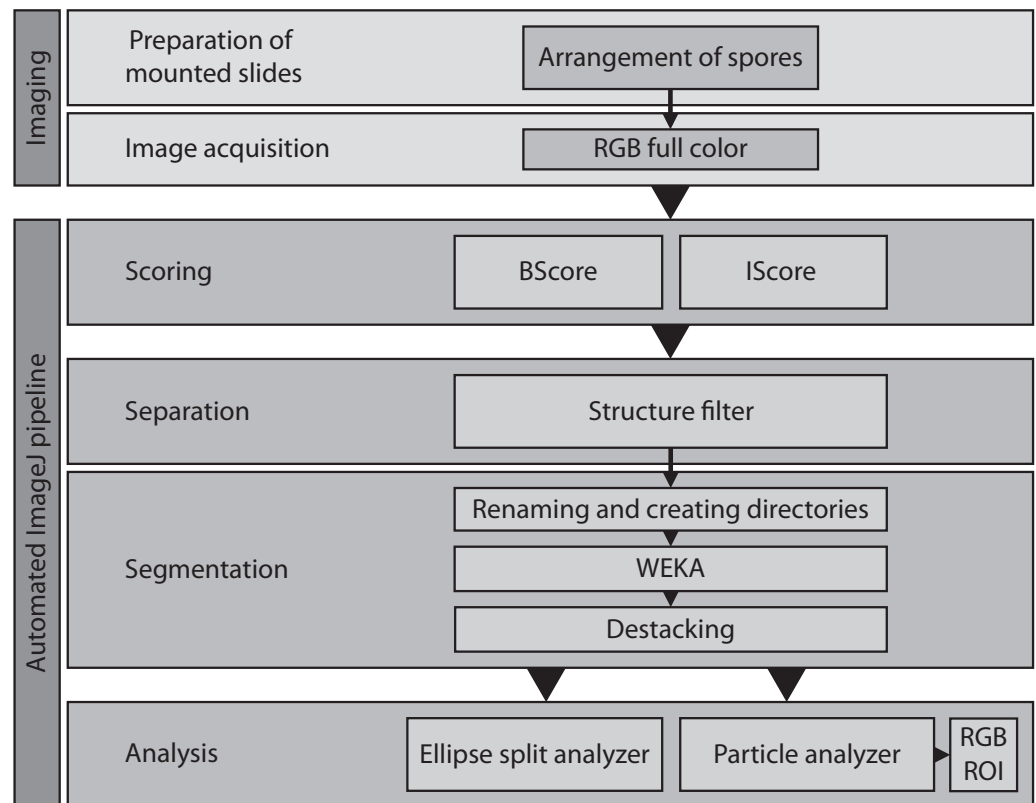 Imaging
Preparation of
mounted slides
Arrangement of spores
Image acquisition
RGB full color
Automated ImageJ pipeline
Scoring
BScore
IScore
Separation
Structure filter
Segmentation
Renaming and creating directories
WEKA
Destacking
Analysis
Ellipse split analyzer
Particle analyzer
RGB
ROI